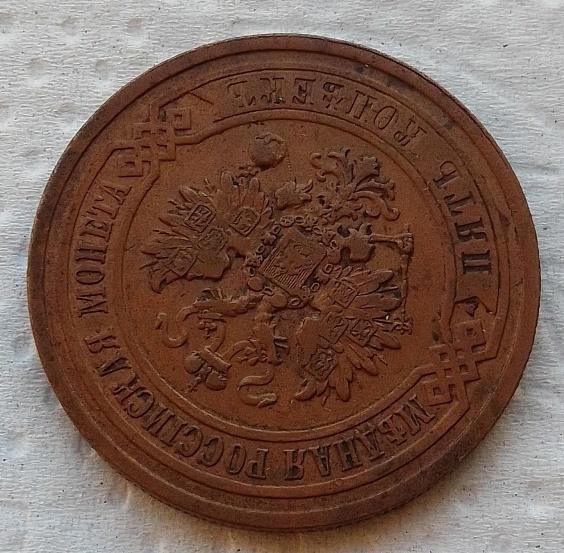 МѢДНАЯ РОССІЙСКАЯ МОНЕТА
ПЯТЬ КОПѢЕКЪ